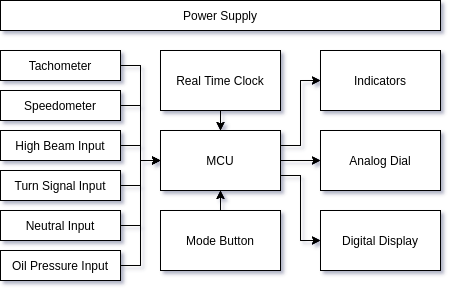 Power Supply
Tachometer
Speedometer
High Beam Input
Turn Signal Input
Neutral Input
Oil Pressure Input
Real Time Clock
MCU
Mode Button
Indicators
Analog Dial
Digital Display